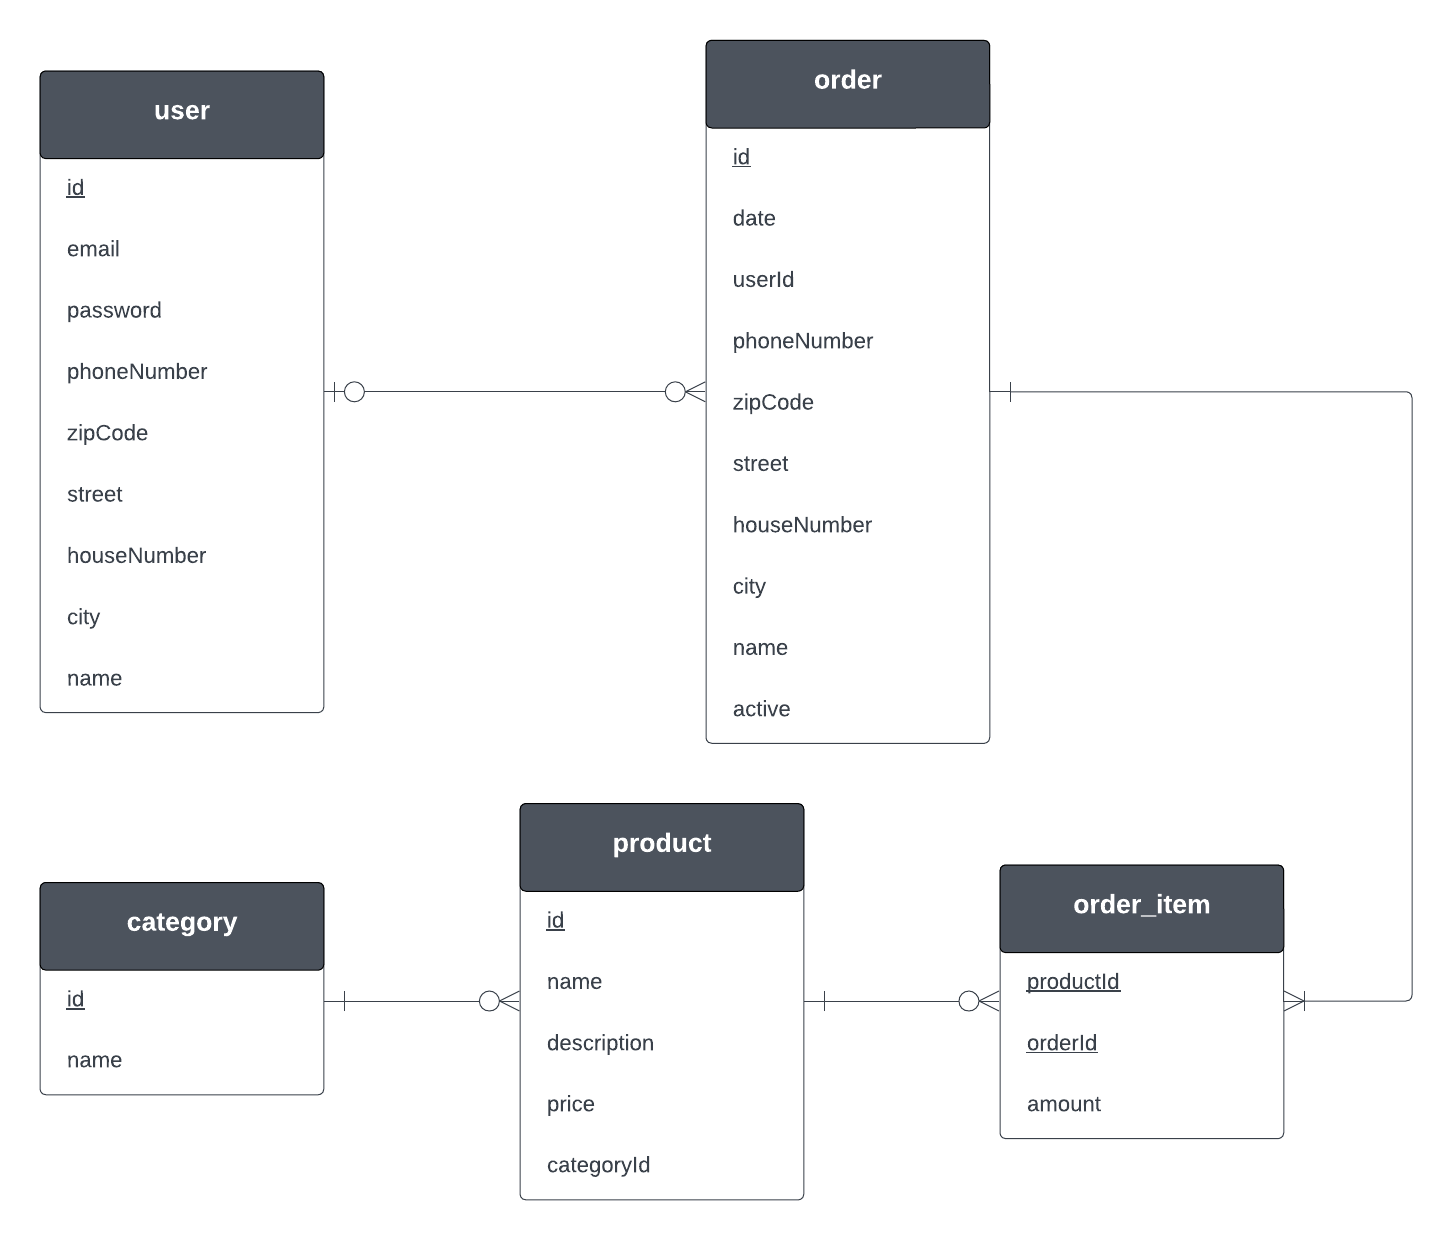 user
id
email
password
phoneNumber
zipCode
street
houseNumber
city
name
order
id
date
userId
phoneNumber
zipCode
street
houseNumber
city
name
active
category
id
name
product
id
name
description
price
categoryId
order_item
productId
orderId
amount